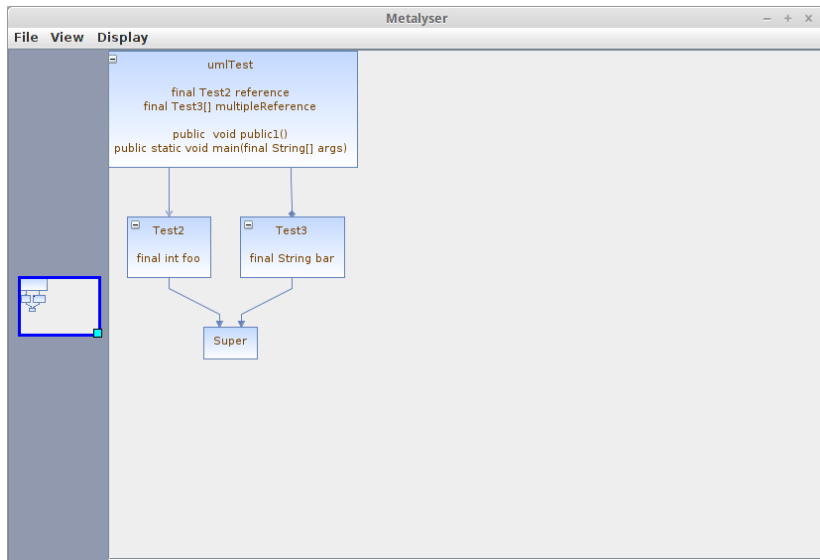 Metalyser
File View Display
umlTest
final Test2 reference
final Test3[] multipleReference
public void public1()
public static void main(final String[] args)
Test2
final int foo
Test3
final String bar
Super